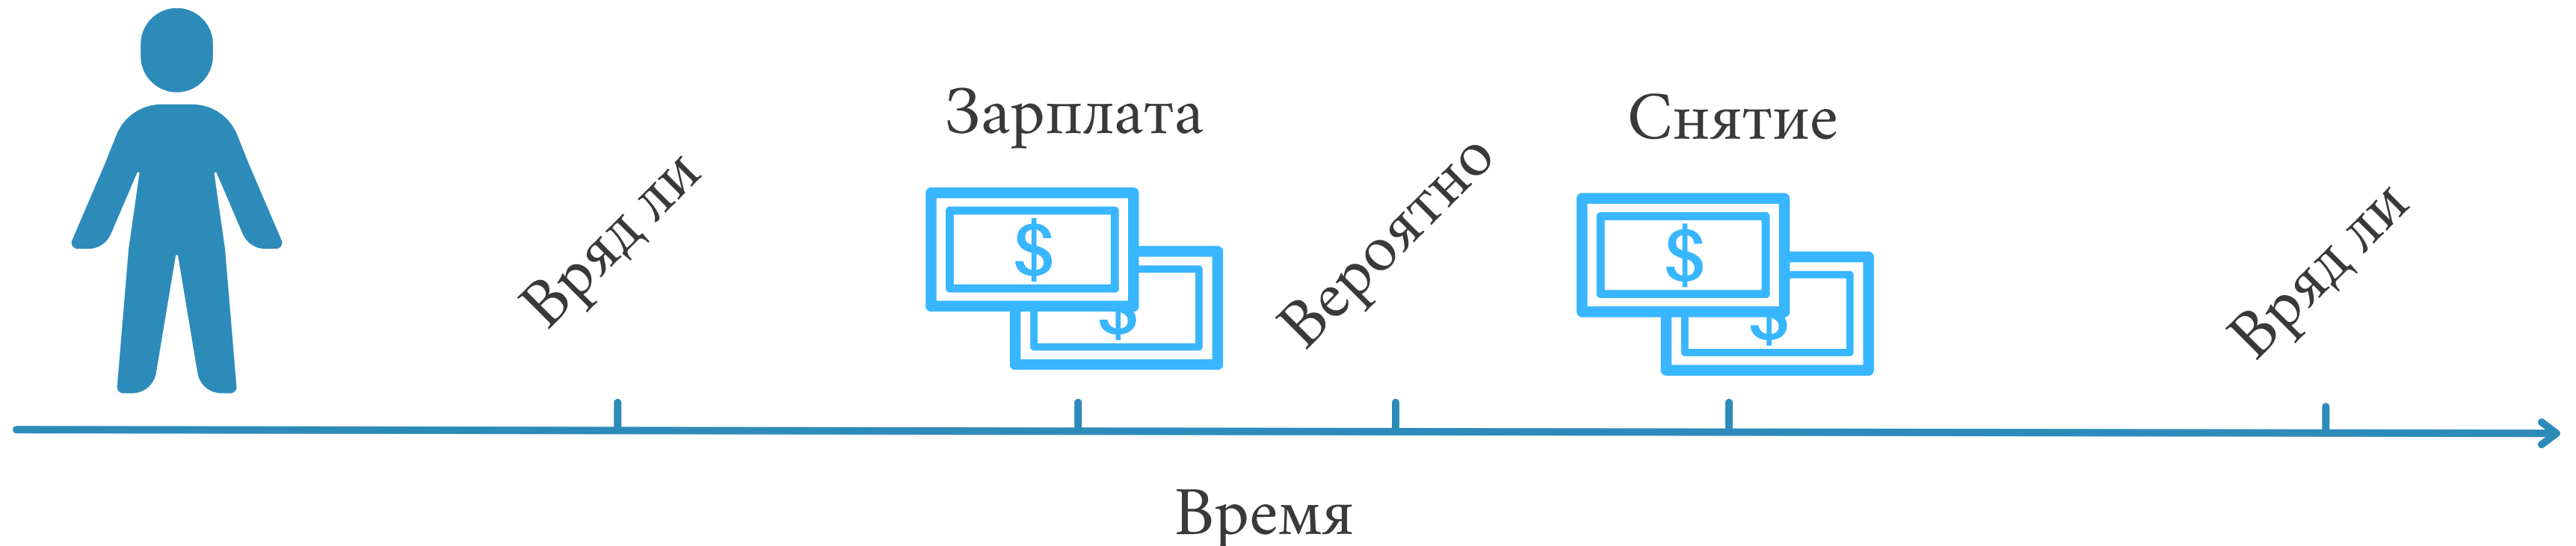 Вряд ли
Зарплата
$
$
Вероятно
Снятие
$
$
Вряд ли
Время